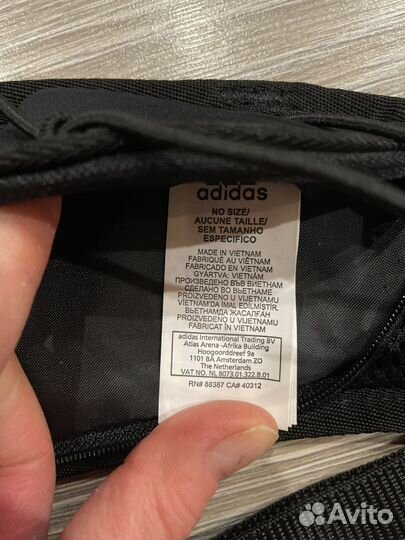 adidas
NO SIZE/
AUCUNE TAILLE/
SEM TAMANHO
ESPECIFICO
MADE IN VIETNAM
FABRIQUÉ AU VIÊTNAM
FABRICADO EN VIETNAM
GYÁRTVA: VIETNAM
ПРОИЗВЕДЕНО ВЪВ ВИЕТНАМ
СДЕЛАНО ВО ВЬЕТНАМЕ
VIETNAM'DA IMAL EDİLMİŞTİR.
ВЬЕТНАМДА ЖАСАЛҒАН
PROIZVEDENO U VIJETNAMU
PROIZVEDENO U VIJETNAMU
FABRICAT ÎN VIETNAM
adidas International Trading BV
Atlas Arena -Afrika Building
Hoogoorddreef 9a
1101 BA Amsterdam ZO
The Netherlands
VAT NO. NL 8073.01.322.B.01
RN# 88387 CA# 40312
Avito